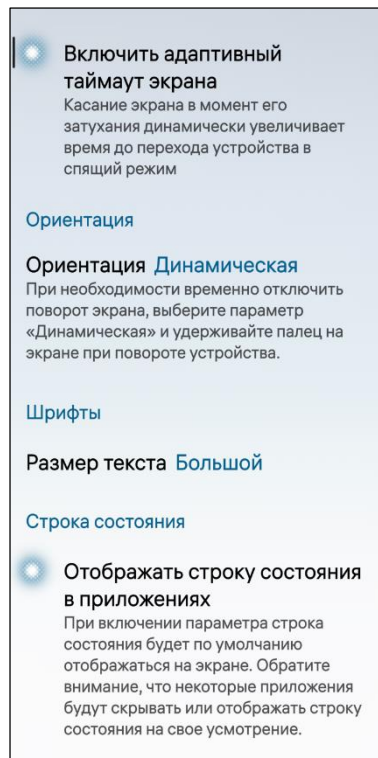 Включить адаптивный
таймаут экрана
Касание экрана в момент его
затухания динамически увеличивает
время до перехода устройства в
спящий режим
Ориентация
Ориентация Динамическая
При необходимости временно отключить
поворот экрана, выберите параметр
«Динамическая» и удерживайте палец на
экране при повороте устройства.
Шрифты
Размер текста Большой
Строка состояния
Отображать строку состояния
в приложениях
При включении параметра строка
состояния будет по умолчанию
отображаться на экране. Обратите
внимание, что некоторые приложения
будут скрывать или отображать строку
состояния на свое усмотрение.